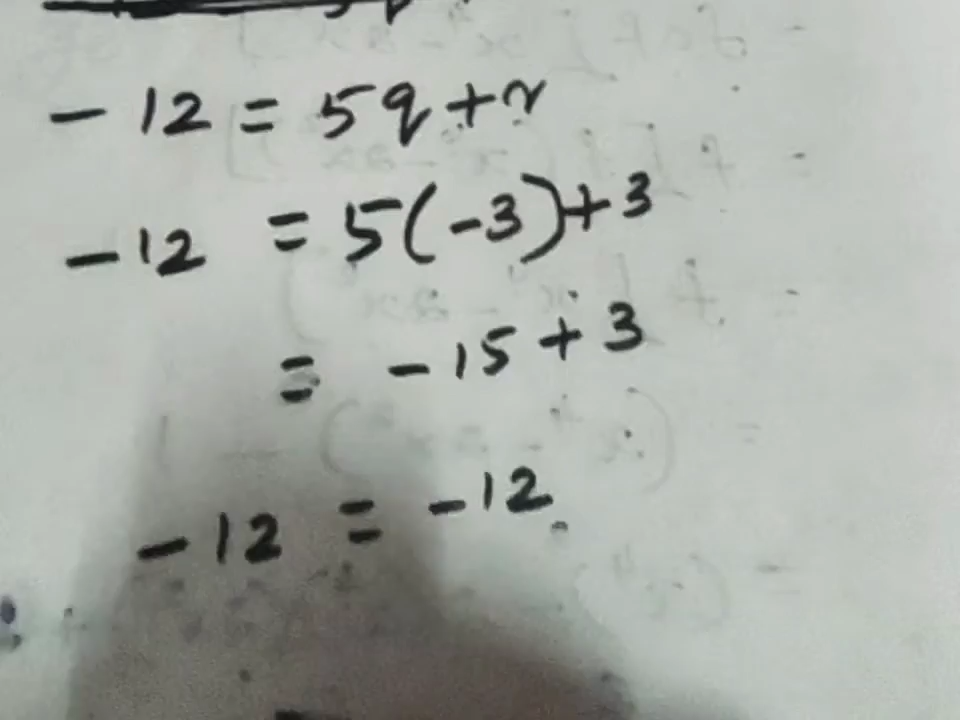 - 12 = 5q + r
- 12 = 5(-3) + 3
= - 15 + 3
- 12 = - 12